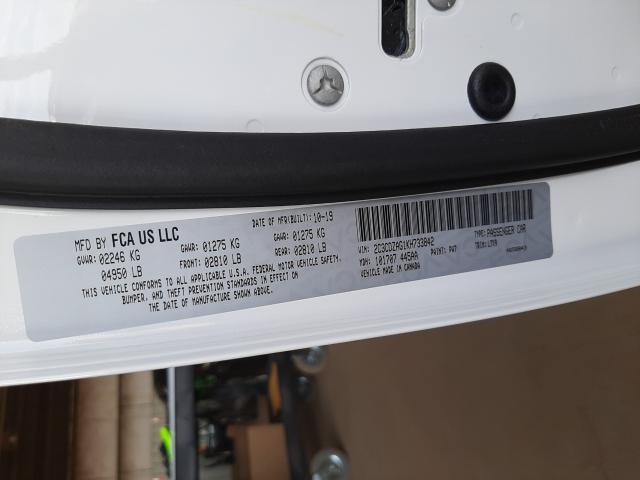 MFD BY FCA US LLC
DATE OF MFR(BUILT): 10-19
GVWR: 02246 KG
04950 LB
GAWR: 01275 KG
FRONT: 02810 LB
GAWR: 01275 KG
REAR: 02810 LB
THIS VEHICLE CONFORMS TO ALL APPLICABLE U.S.A. FEDERAL MOTOR VEHICLE SAFETY,
BUMPER, AND THEFT PREVENTION STANDARDS IN EFFECT ON
THE DATE OF MANUFACTURE SHOWN ABOVE.
VIN: 2C3CDZAG1KH733842
TYPE: PASSENGER CAR
VON: 101707 445AA
PAINT: PW7
TRIM:
MADE IN CANADA